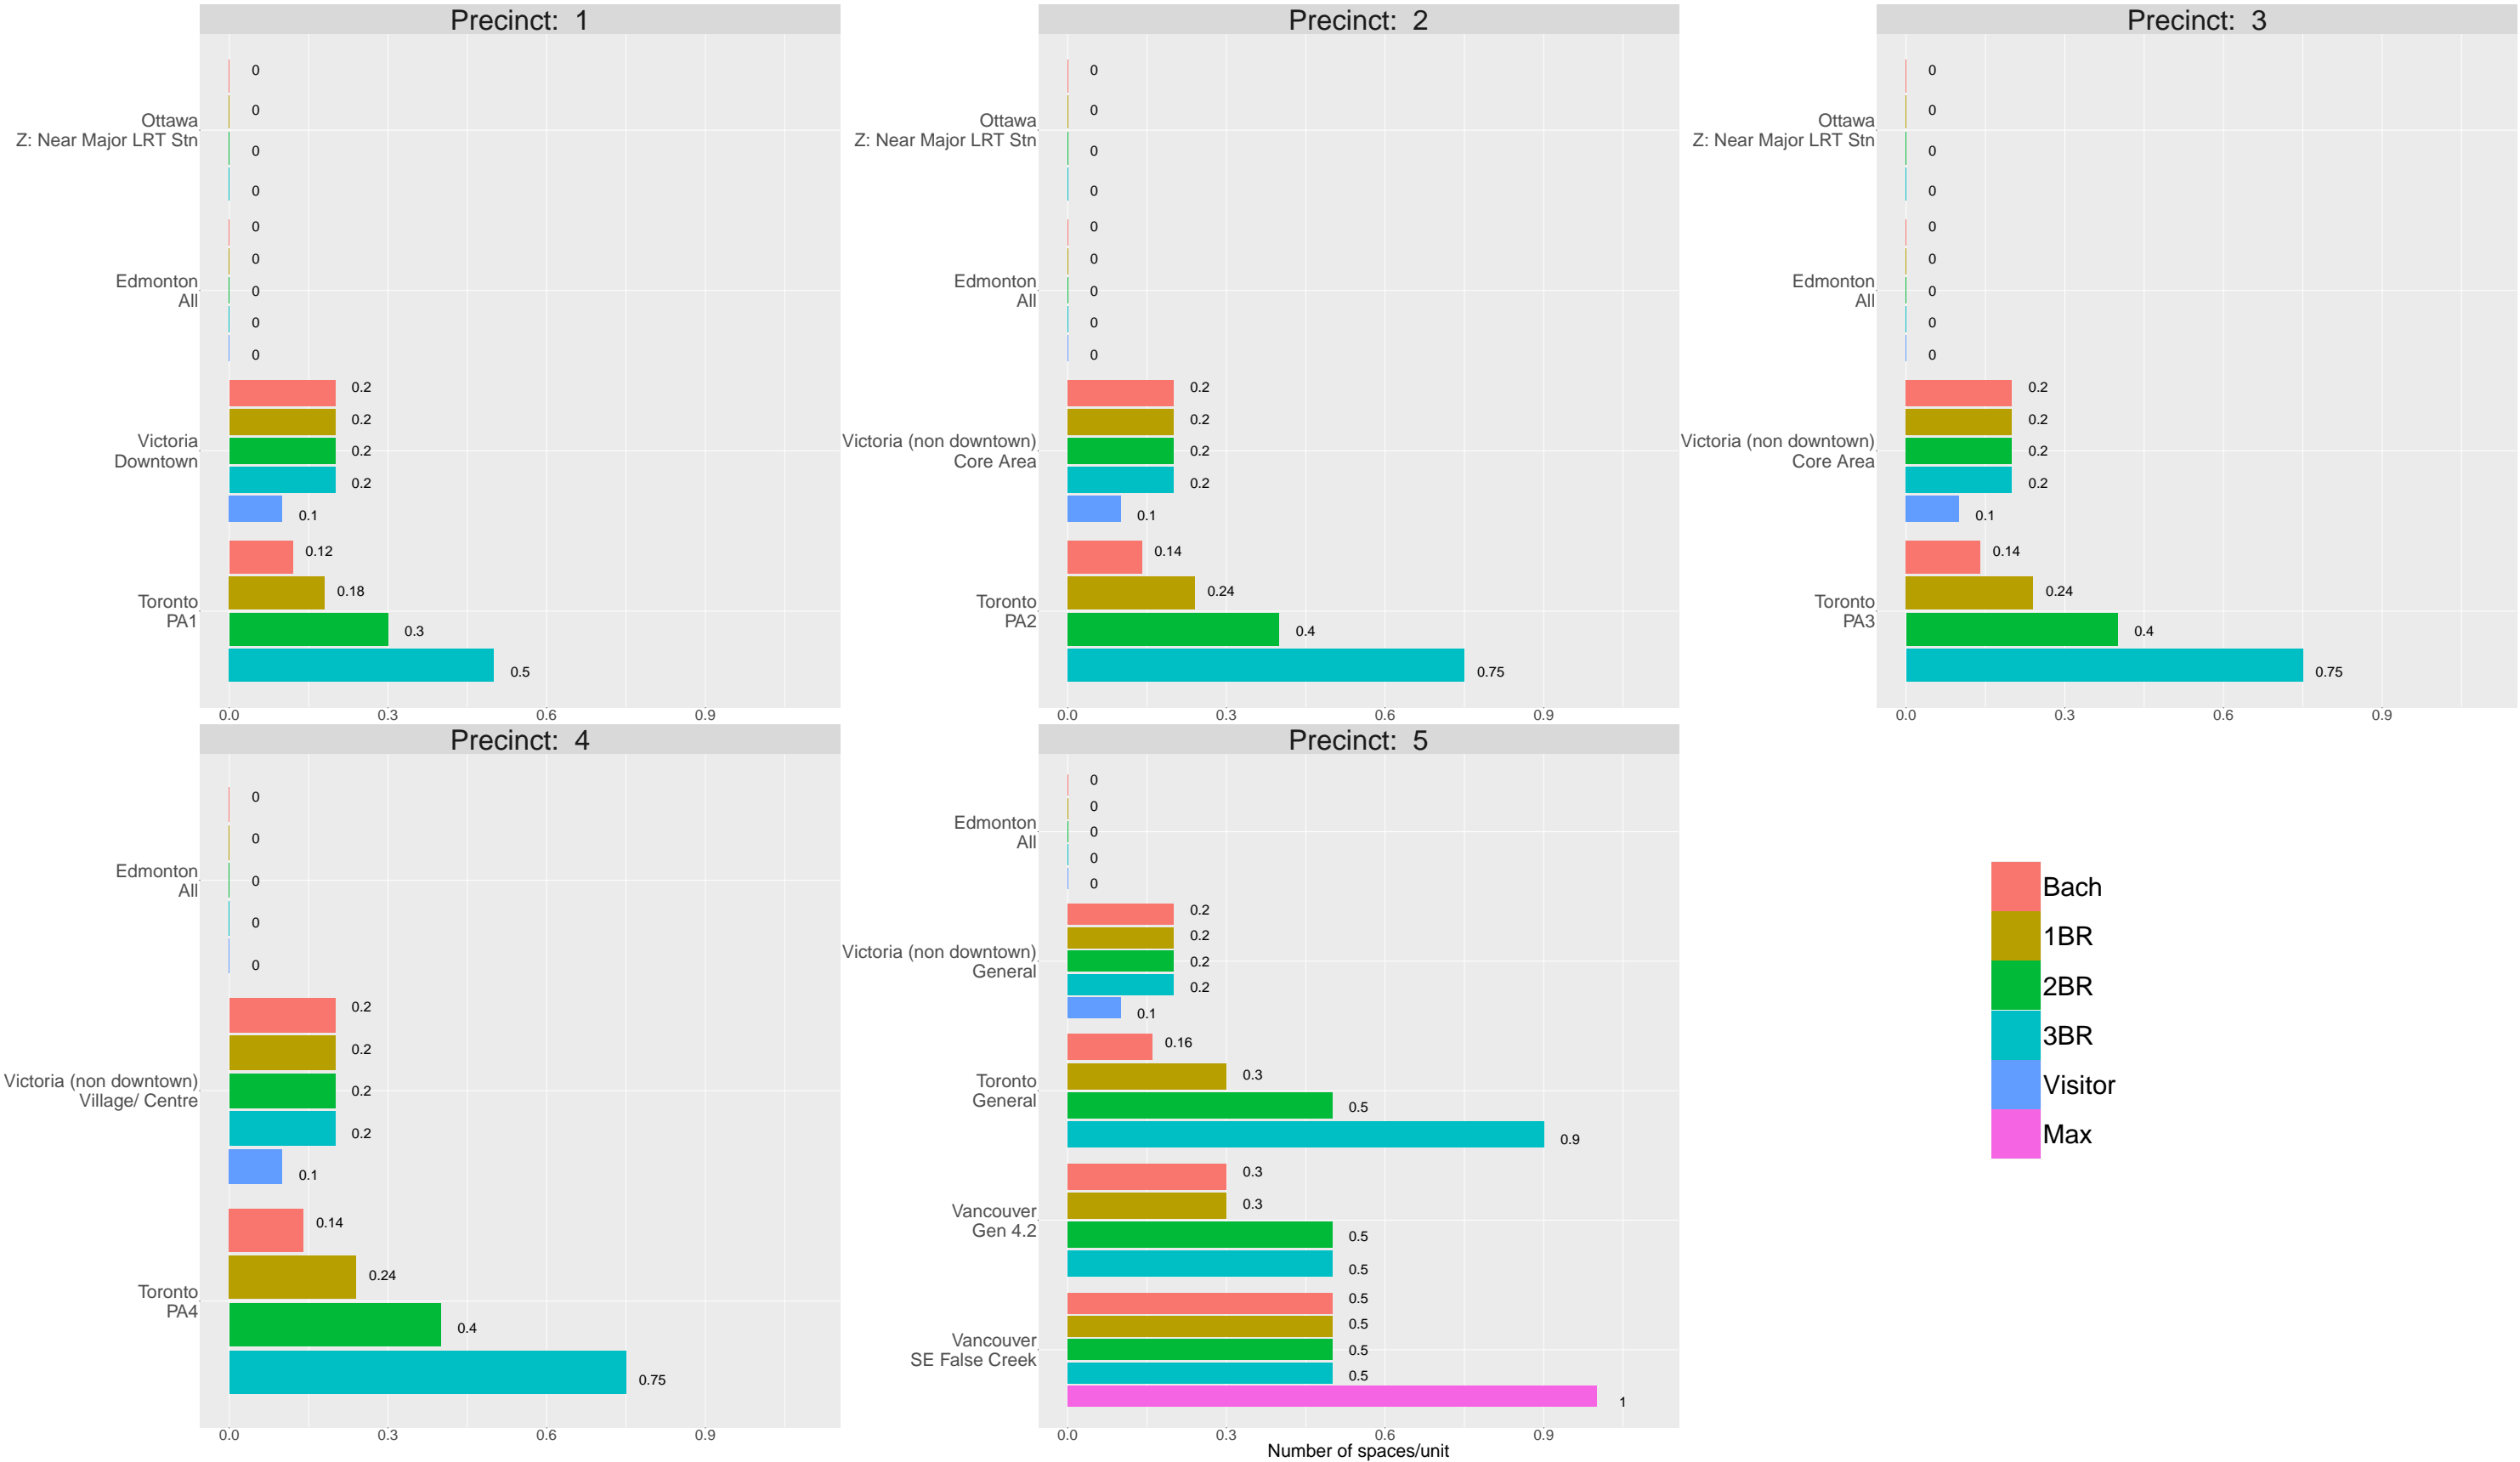 Precinct:  1
0
0
Ottawa
Z: Near Major LRT Stn
0
0
0
0
Edmonton
All
0
0
0
0.2
0.2
Victoria
Downtown
0.2
0.2
0.1
0.12
0.18
Toronto
PA1
0.3
0.5
0.0 0.3 0.6 0.9
Precinct:  2
0
0
Ottawa
Z: Near Major LRT Stn
0
0
0
0
Edmonton
All
0
0
0
0.2
0.2
Victoria (non downtown)
Core Area
0.2
0.2
0.1
0.14
0.24
Toronto
PA2
0.4
0.75
0.0 0.3 0.6 0.9
Precinct:  3
0
0
Ottawa
Z: Near Major LRT Stn
0
0
0
0
Edmonton
All
0
0
0
0.2
0.2
Victoria (non downtown)
Core Area
0.2
0.2
0.1
0.14
0.24
Toronto
PA3
0.4
0.75
0.0 0.3 0.6 0.9
Precinct:  4
0
0
Edmonton
All
0
0
0
0.2
0.2
Victoria (non downtown)
Village/ Centre
0.2
0.2
0.1
0.14
0.24
Toronto
PA4
0.4
0.75
0.0 0.3 0.6 0.9
Precinct:  5
0
0
Edmonton
All
0
0
0
0.2
0.2
Victoria (non downtown)
General
0.2
0.2
0.1
0.16
0.3
Toronto
General
0.5
0.9
0.3
0.3
Vancouver
Gen 4.2
0.5
0.5
0.5
0.5
Vancouver
SE False Creek
0.5
0.5
1
0.0 0.3 0.6 0.9
Number of spaces/unit
Bach
1BR
2BR
3BR
Visitor
Max